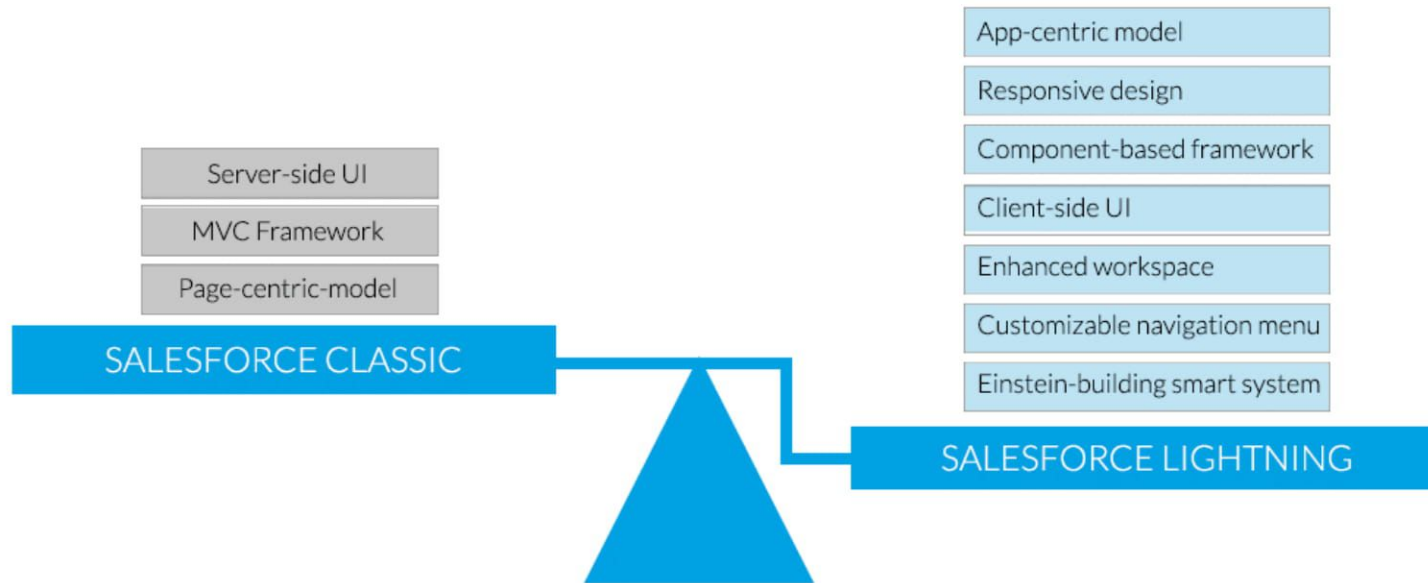 Server-side UI
MVC Framework
Page-centric-model
SALESFORCE CLASSIC
App-centric model
Responsive design
Component-based framework
Client-side UI
Enhanced workspace
Customizable navigation menu
Einstein-building smart system
SALESFORCE LIGHTNING